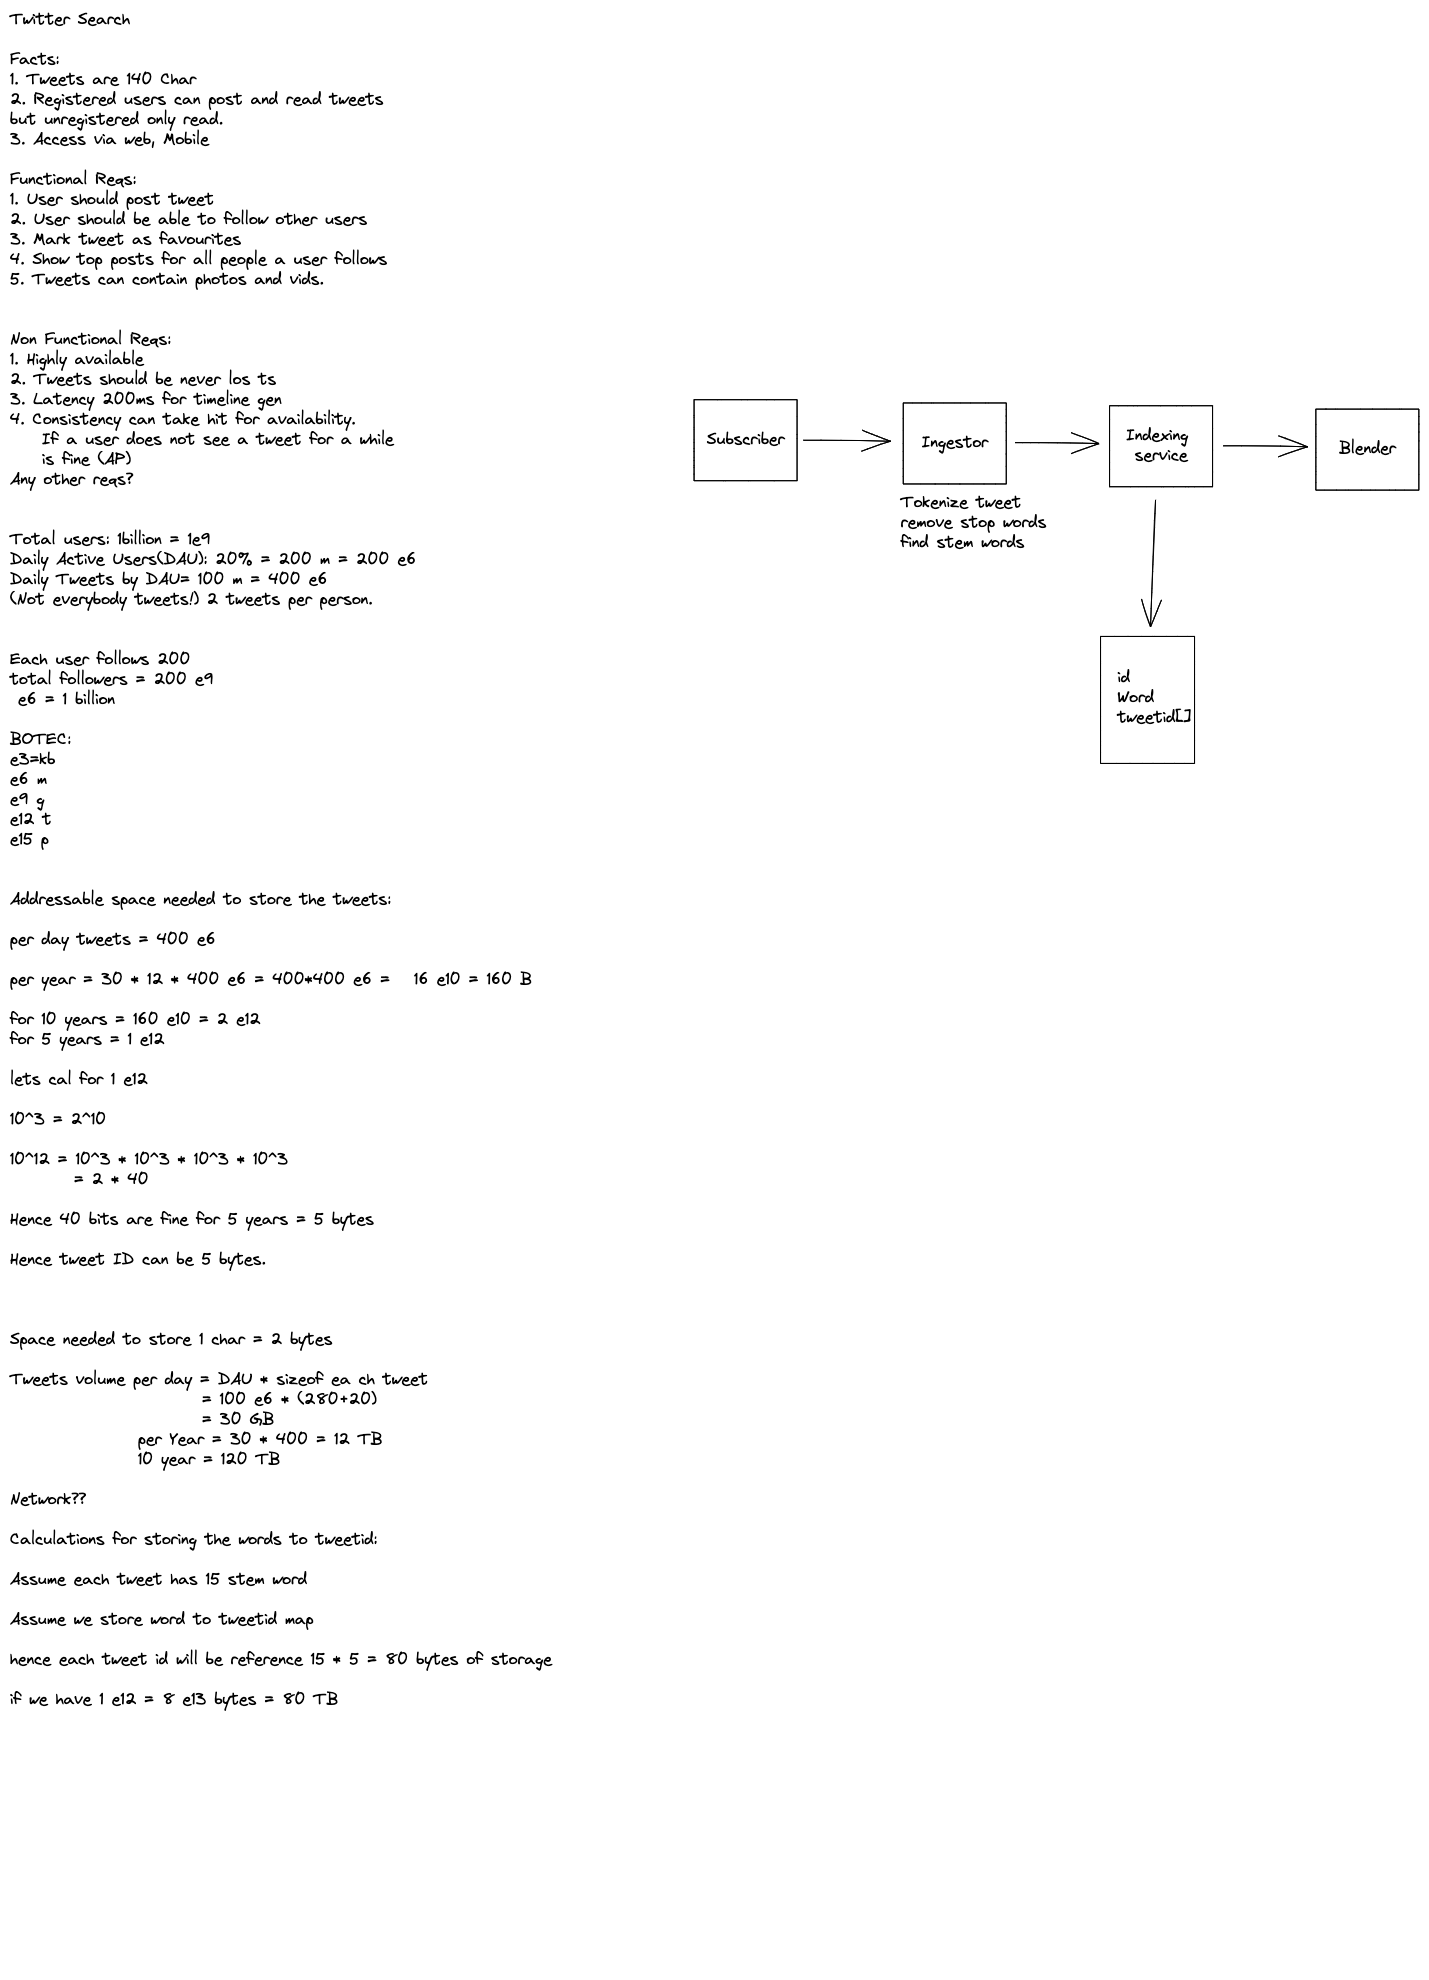 Twitter Search
Facts:
1. Tweets are 140 Char
2. Registered users can post and read tweets
but unregistered only read.
3. Access via web, Mobile
Functional Reqs:
1. User should post tweet
2. User should be able to follow other users
3. Mark tweet as favourites
4. Show top posts for all people a user follows
5. Tweets can contain photos and vids.
Non Functional Reqs:
1. Highly available
2. Tweets should be never los ts
3. Latency 200ms for timeline gen
4. Consistency can take hit for availability.
If a user does not see a tweet for a while
is fine (AP)
Any other reqs?
Total users: 1billion = 1e9
Daily Active Users(DAU): 20% = 200 m = 200 e6
Daily Tweets by DAU= 100 m = 400 e6
(Not everybody tweets!) 2 tweets per person.
Each user follows 200
total followers = 200 e9
e6 = 1 billion
BOTEC:
e3=kb
e6 m
e9 g
e12 t
e15 p
Addressable space needed to store the tweets:
per day tweets = 400 e6
per year = 30 * 12 * 400 e6 = 400*400 e6 = 16 e10 = 160 B
for 10 years = 160 e10 = 2 e12
for 5 years = 1 e12
lets cal for 1 e12
10^3 = 2^10
10^12 = 10^3 * 10^3 * 10^3 * 10^3
= 2 * 40
Hence 40 bits are fine for 5 years = 5 bytes
Hence tweet ID can be 5 bytes.
Space needed to store 1 char = 2 bytes
Tweets volume per day = DAU * sizeof ea ch tweet
= 100 e6 * (280+20)
= 30 GB
per Year = 30 * 400 = 12 TB
10 year = 120 TB
Network??
Calculations for storing the words to tweetid:
Assume each tweet has 15 stem word
Assume we store word to tweetid map
hence each tweet id will be reference 15 * 5 = 80 bytes of storage
if we have 1 e12 = 8 e13 bytes = 80 TB
Subscriber
Ingestor
Tokenize tweet
remove stop words
find stem words
Indexing
service
Blender
id
Word
tweetid[]